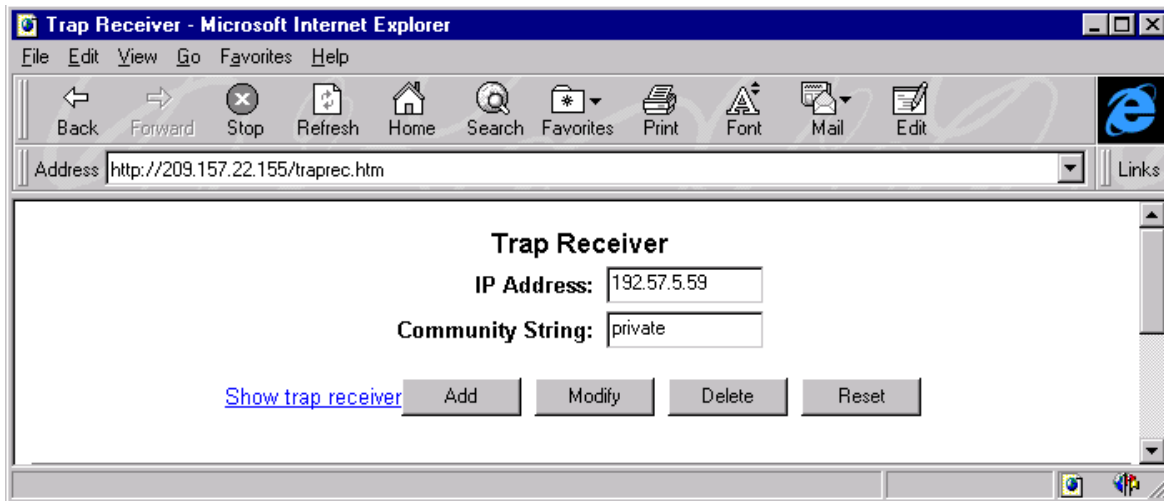 Trap Receiver - Microsoft Internet Explorer
File Edit View Go Favorites Help
Back Forward Stop Refresh Home Search Favorites Print Font Mail Edit
Address http://209.157.22.155/traprec.htm Links
Trap Receiver
IP Address: 192.57.5.59
Community String: private
Show trap receiver Add Modify Delete Reset